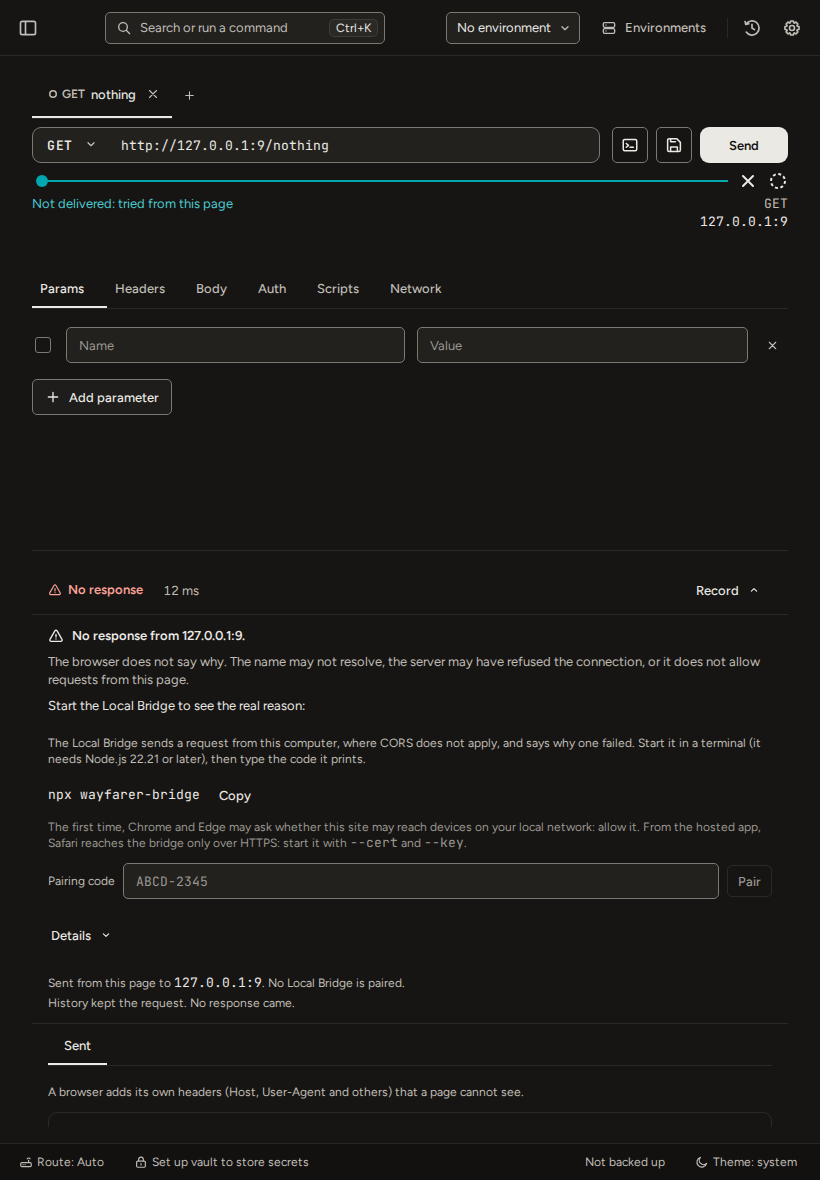 Search or run a command Ctrl+K No environment Environments
GET nothing
GET http://127.0.0.1:9/nothing Send
Not delivered: tried from this page GET
127.0.0.1:9
Params Headers Body Auth Scripts Network
Name Value
Add parameter
No response 12 ms Record
No response from 127.0.0.1:9.
The browser does not say why. The name may not resolve, the server may have refused the connection, or it does not allow
requests from this page.
Start the Local Bridge to see the real reason:
The Local Bridge sends a request from this computer, where CORS does not apply, and says why one failed. Start it in a terminal (it
needs Node.js 22.21 or later), then type the code it prints.
npx wayfarer-bridge Copy
The first time, Chrome and Edge may ask whether this site may reach devices on your local network: allow it. From the hosted app,
Safari reaches the bridge only over HTTPS: start it with --cert and --key.
Pairing code ABCD-2345 Pair
Details
Sent from this page to 127.0.0.1:9. No Local Bridge is paired.
History kept the request. No response came.
Sent
A browser adds its own headers (Host, User-Agent and others) that a page cannot see.
Route: Auto Set up vault to store secrets Not backed up Theme: system